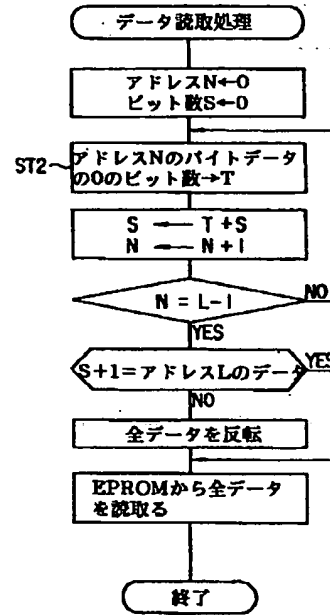 データ読取処理
アドレスN←0
ビット数S←0
ST2
アドレスNのバイトデータ
の0のビット数→T
S ← T+S
N ← N+1
N = L-1
NO
YES
S+1=アドレスLのデータ
YES
NO
全データを反転
EPROMから全データ
を読取る
終了